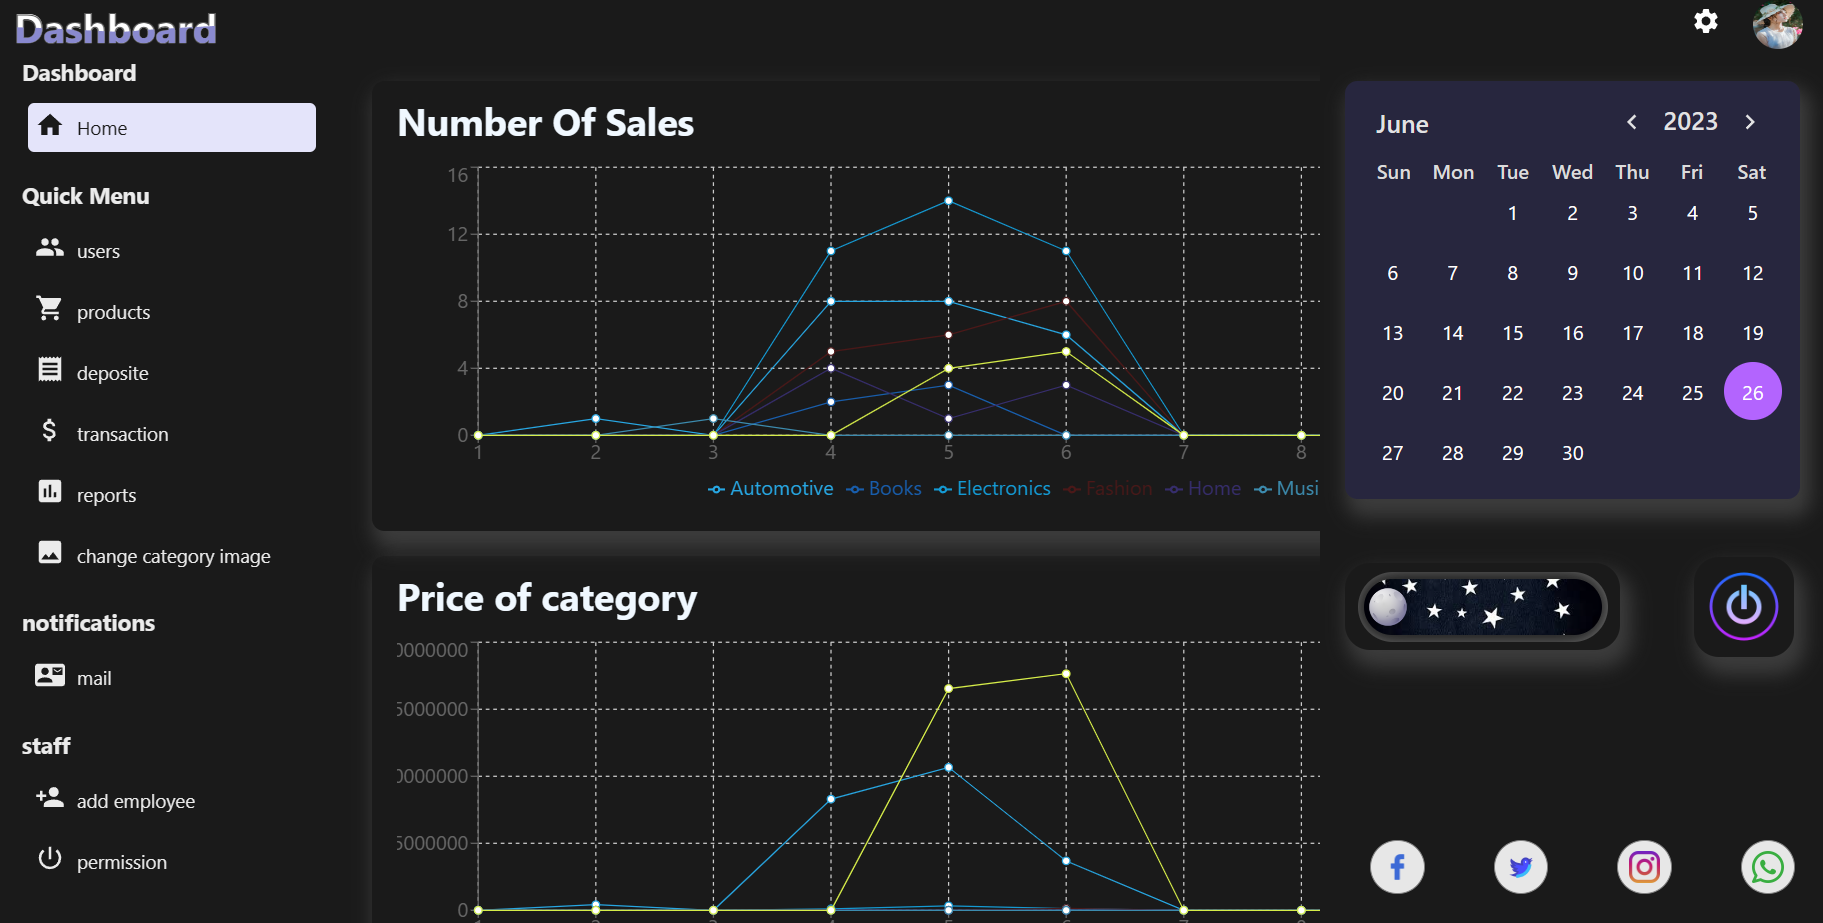 Dashboard
Dashboard
Home
Quick Menu
users
products
deposite
transaction
reports
change category image
notifications
mail
staff
add employee
permission
Number Of Sales
16
12
8
4
0
1 2 3 4 5 6 7 8
Automotive Books Electronics Fashion Home Musi
Price of category
0000000
5000000
0000000
5000000
0
June 2023
Sun Mon Tue Wed Thu Fri Sat
1 2 3 4 5
6 7 8 9 10 11 12
13 14 15 16 17 18 19
20 21 22 23 24 25 26
27 28 29 30